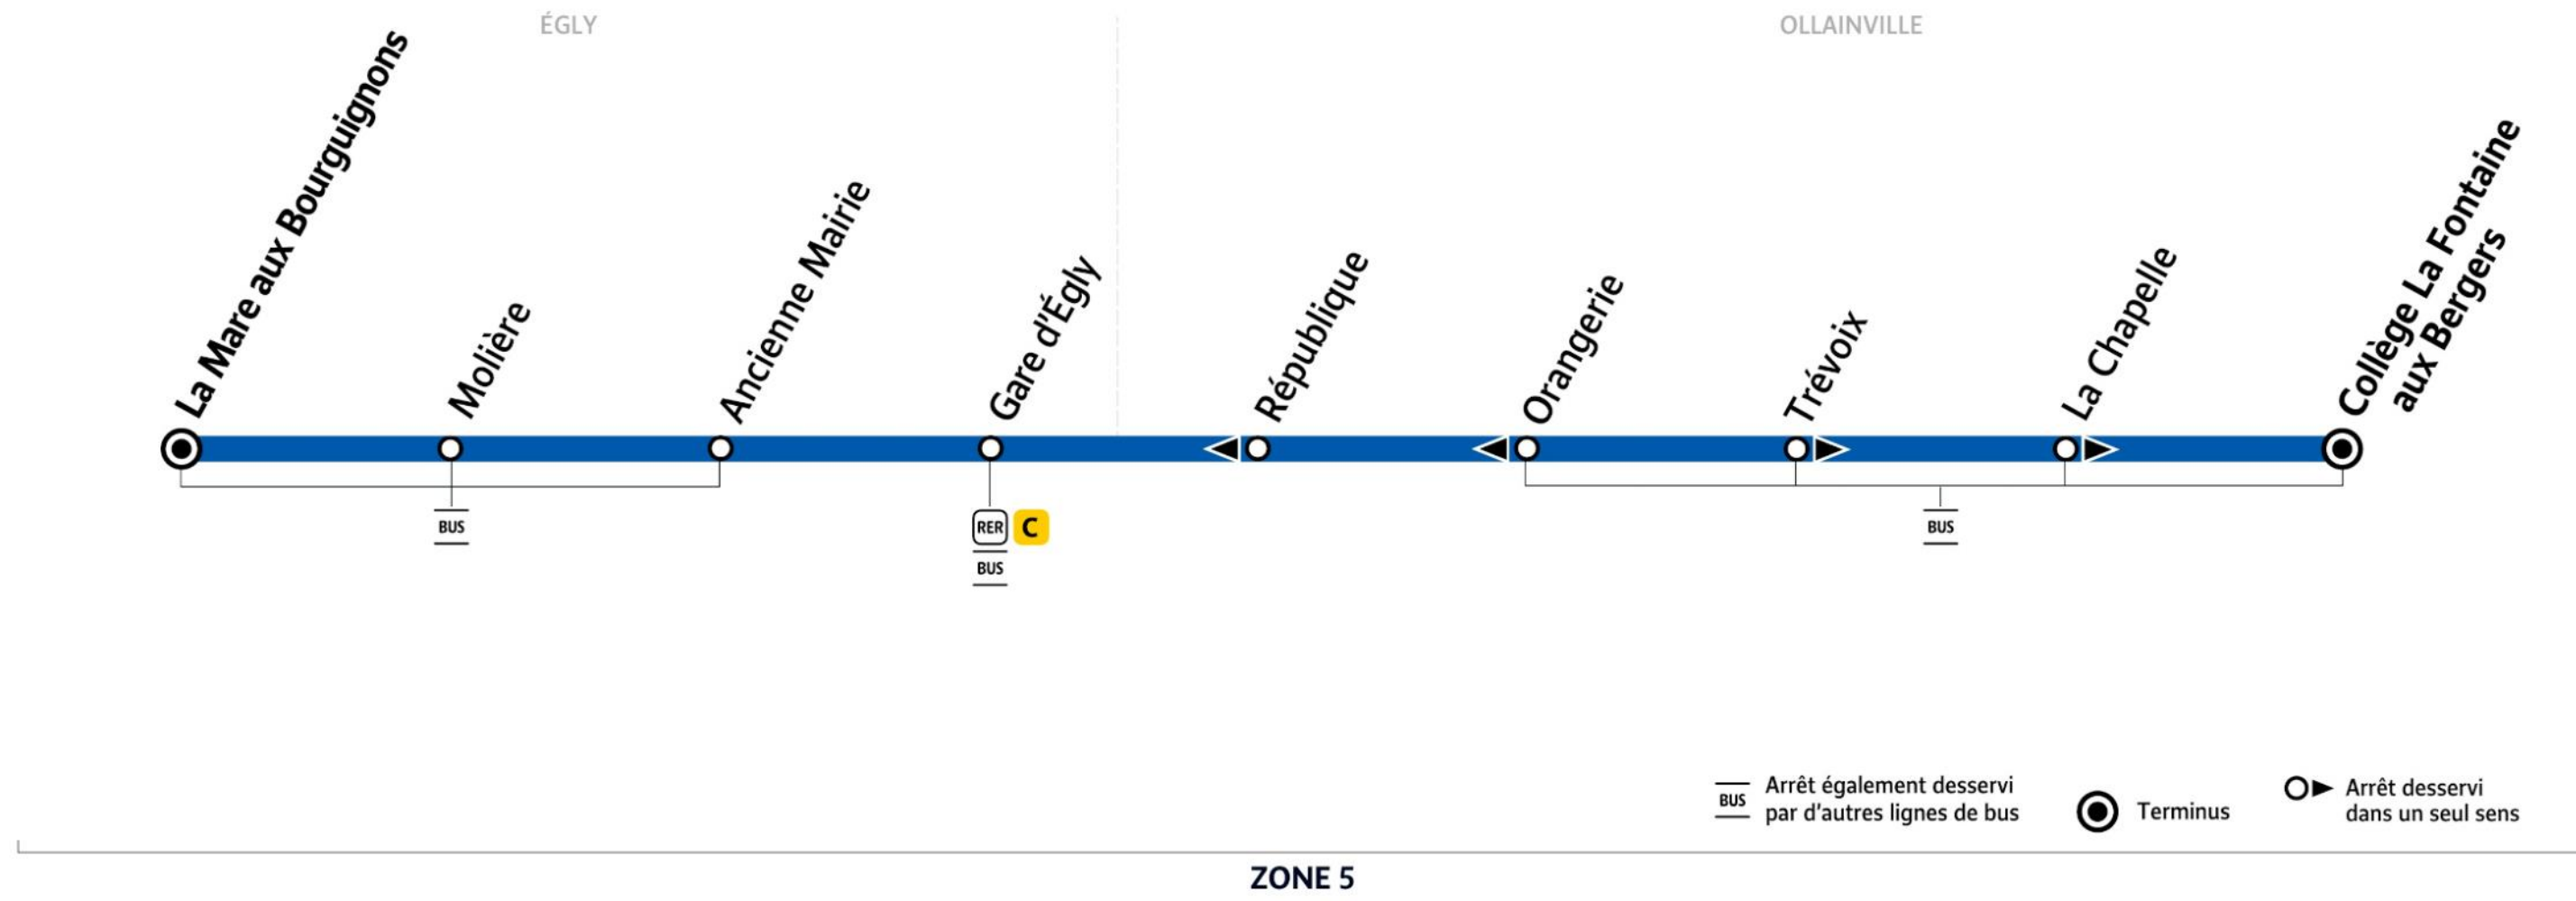 ÉGLY
OLLAINVILLE
La Mare aux Bourguignons
Molière
Ancienne Mairie
Gare d'Égly
République
Orangerie
Trévoix
La Chapelle
Collège La Fontaine
aux Bergers
BUS
RER C
BUS
BUS
BUS
Arrêt également desservi
par d'autres lignes de bus
Terminus
Arrêt desservi
dans un seul sens
ZONE 5